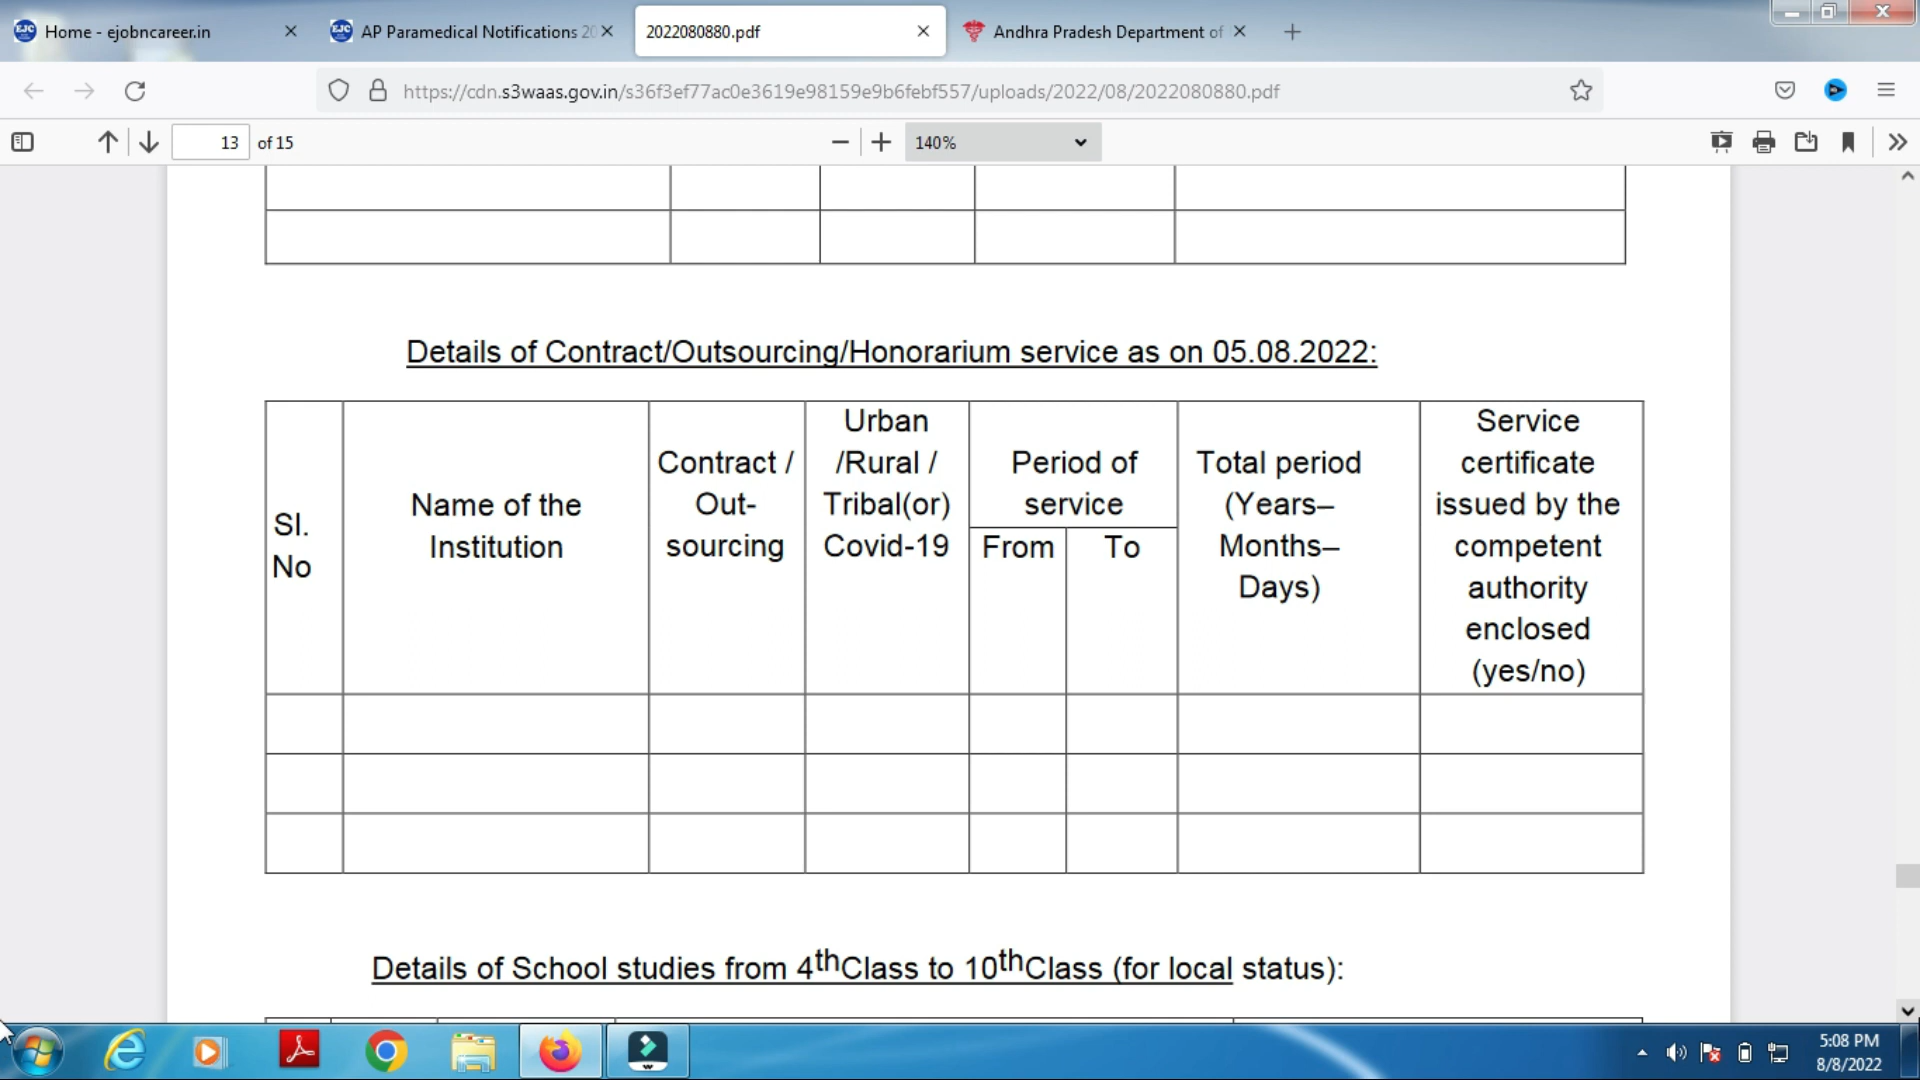 Home - ejobncareer.in
AP Paramedical Notifications 20
2022080880.pdf
Andhra Pradesh Department of
https://cdn.s3waas.gov.in/s36f3ef77ac0e3619e98159e9b6febf557/uploads/2022/08/2022080880.pdf
13 of 15
140%
Details of Contract/Outsourcing/Honorarium service as on 05.08.2022:
Sl.
No
Name of the
Institution
Contract /
Out-
sourcing
Urban
/Rural /
Tribal(or)
Covid-19
Period of
service
From To
Total period
(Years–
Months–
Days)
Service
certificate
issued by the
competent
authority
enclosed
(yes/no)
Details of School studies from 4thClass to 10thClass (for local status):
5:08 PM
8/8/2022